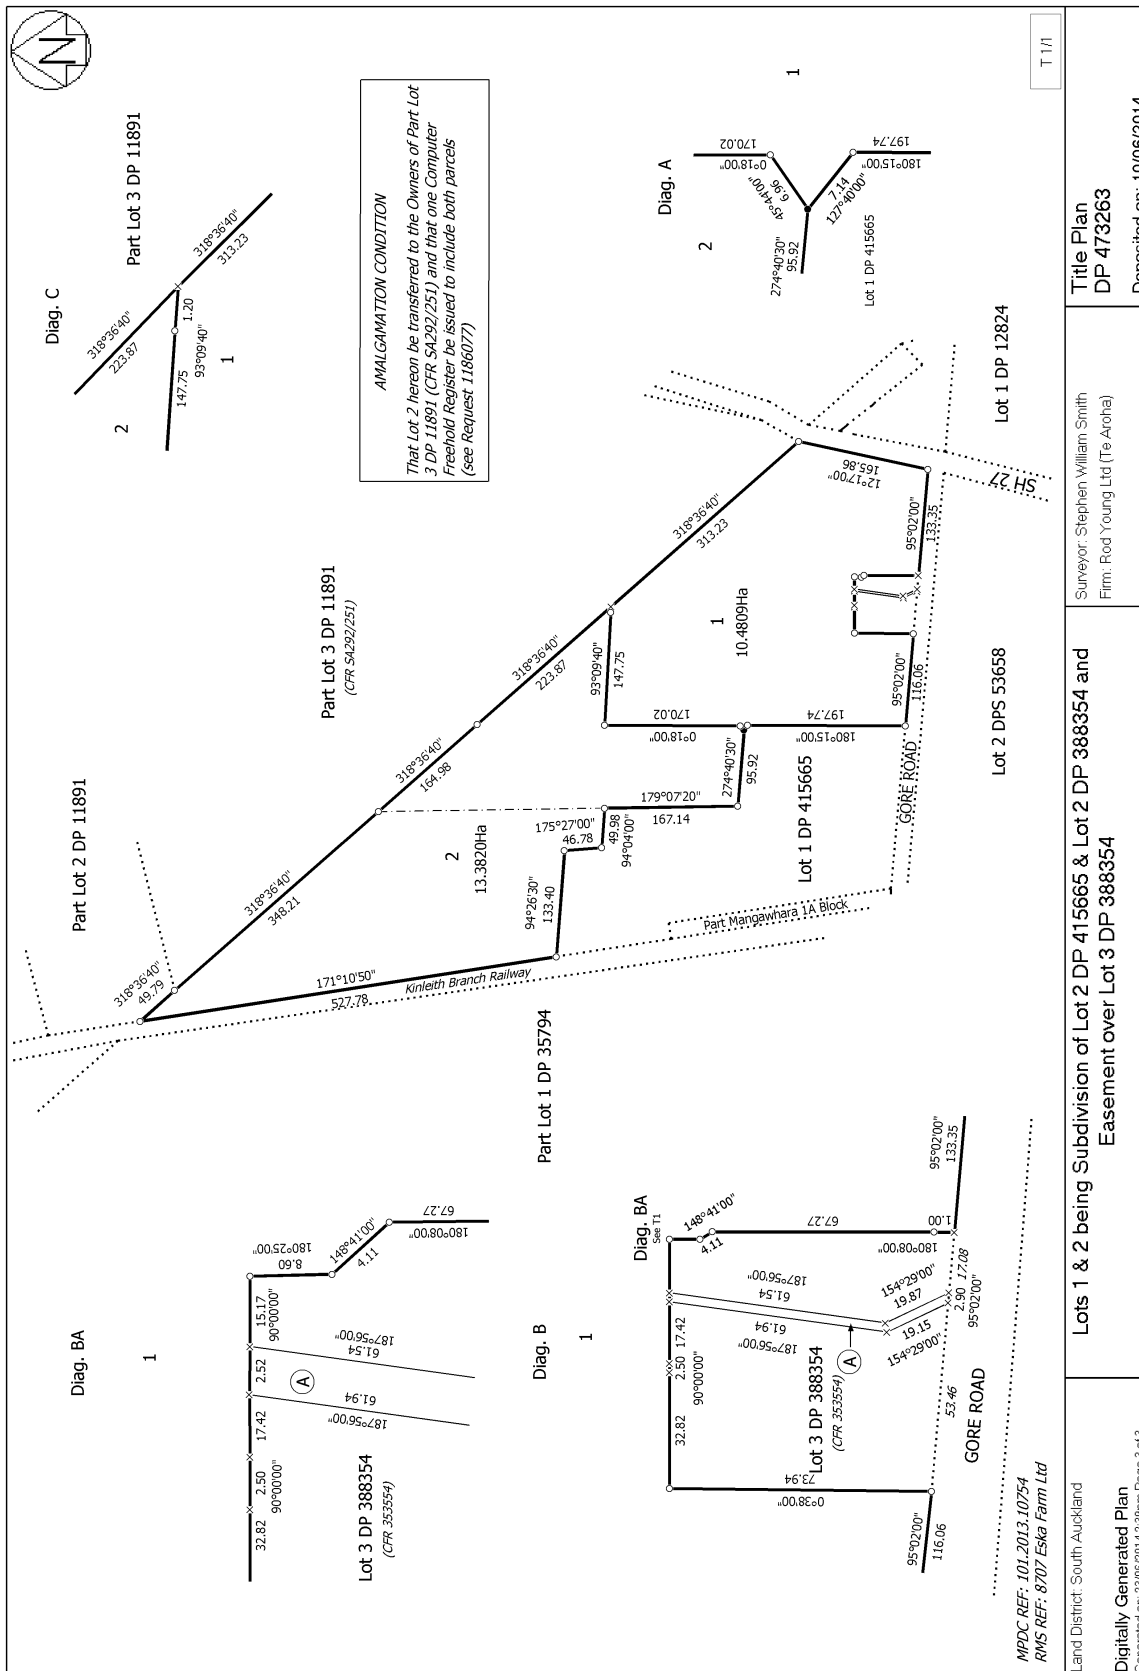 N
Diag. C
318°36'40"
223.87
318°36'40"
313.23
Part Lot 3 DP 11891
2
147.75
93°09'40"
1.20
1
AMALGAMATION CONDITION
That Lot 2 hereon be transferred to the Owners of Part Lot
3 DP 11891 (CFR SA292/251) and that one Computer
Freehold Register be issued to include both parcels
(see Request 1186077)
Diag. A
2
1
170.02
0°18'00"
6.96
45°44'00"
7.14
127°40'00"
197.74
180°15'00"
274°40'30"
95.92
Lot 1 DP 415665
T 1/1
Part Lot 2 DP 11891
Part Lot 3 DP 11891
(CFR SA292/251)
318°36'40"
49.79
318°36'40"
348.21
318°36'40"
164.98
318°36'40"
223.87
318°36'40"
313.23
171°10'50"
527.78
Kinleith Branch Railway
2
13.3820Ha
94°26'30"
133.40
175°27'00"
46.78
49.98
94°04'00"
179°07'20"
167.14
274°40'30"
95.92
170.02
0°18'00"
93°09'40"
147.75
1
10.4809Ha
197.74
180°15'00"
165.86
12°17'00"
95°02'00"
133.35
95°02'00"
116.06
SH 27
Lot 1 DP 12824
Lot 1 DP 415665
GORE ROAD
Part Mangawhara 1A Block
Lot 2 DPS 53658
Part Lot 1 DP 35794
Diag. BA
1
32.82
2.50
90°00'00"
17.42
2.52
15.17
90°00'00"
8.60
180°25'00"
148°41'00"
4.11
67.27
180°08'00"
187°56'00"
61.54
A
61.94
187°56'00"
Lot 3 DP 388354
(CFR 353554)
Diag. B
1
Diag. BA
See T1
148°41'00"
4.11
67.27
180°08'00"
1.00
95°02'00"
133.35
32.82
2.50
17.42
90°00'00"
187°56'00"
61.54
61.94
187°56'00"
A
154°29'00"
19.87
19.15
154°29'00"
2.90
17.08
95°02'00"
53.46
Lot 3 DP 388354
(CFR 353554)
73.94
0°38'00"
95°02'00"
116.06
GORE ROAD
MPDC REF: 101.2013.10754
RMS REF: 8707 Eska Farm Ltd
Land District: South Auckland
Digitally Generated Plan
Lots 1 & 2 being Subdivision of Lot 2 DP 415665 & Lot 2 DP 388354 and
Easement over Lot 3 DP 388354
Surveyor: Stephen William Smith
Firm: Rod Young Ltd (Te Aroha)
Title Plan
DP 473263
Deposited on: 10/06/2014